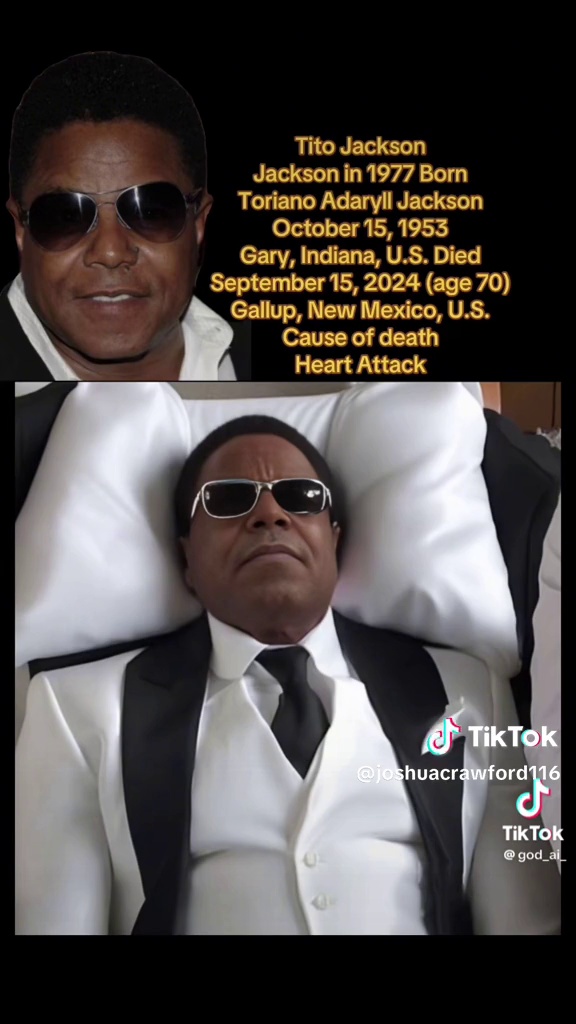 Tito Jackson
Jackson in 1977 Born
Toriano Adaryll Jackson
October 15, 1953
Gary, Indiana, U.S. Died
September 15, 2024 (age 70)
Gallup, New Mexico, U.S.
Cause of death
Heart Attack
TikTok
@joshuacrawford116
TikTok
@god_ai_